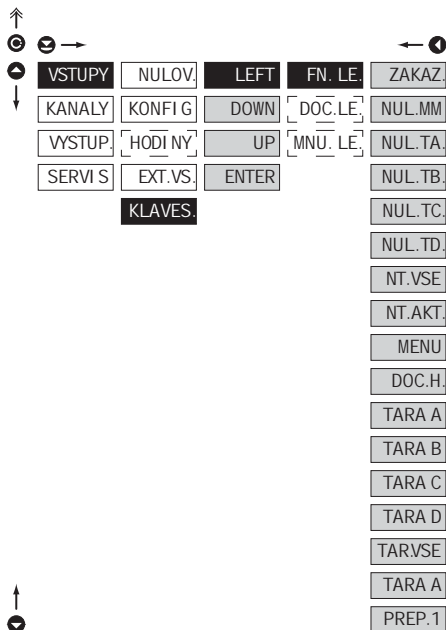 VSTUPY NULOV. LEFT FN. LE. ZAKAZ.
KANALY KONFIG DOWN DOC.LE. NUL.MM
VYSTUP. HODINY UP MNU. LE. NUL.TA.
SERVIS EXT.VS. ENTER NUL.TB.
KLAVES. NUL.TC.
NUL.TD.
NT.VSE
NT.AKT.
MENU
DOC.H.
TARA A
TARA B
TARA C
TARA D
TAR.VSE
TARA A
PREP.1